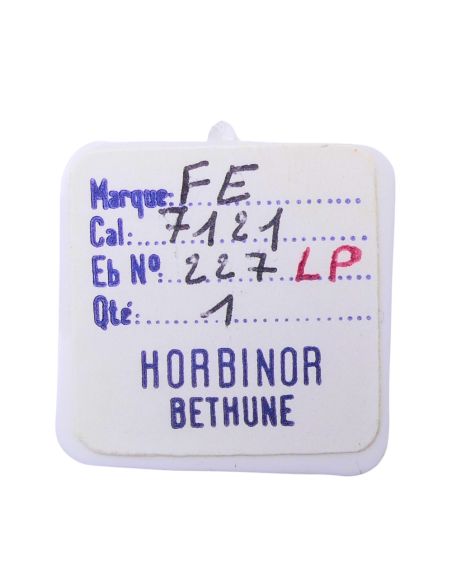 Marque: FE
Cal: 7121
Eb Nº: 227 LP
Qté: 1
HORBINOR
BETHUNE